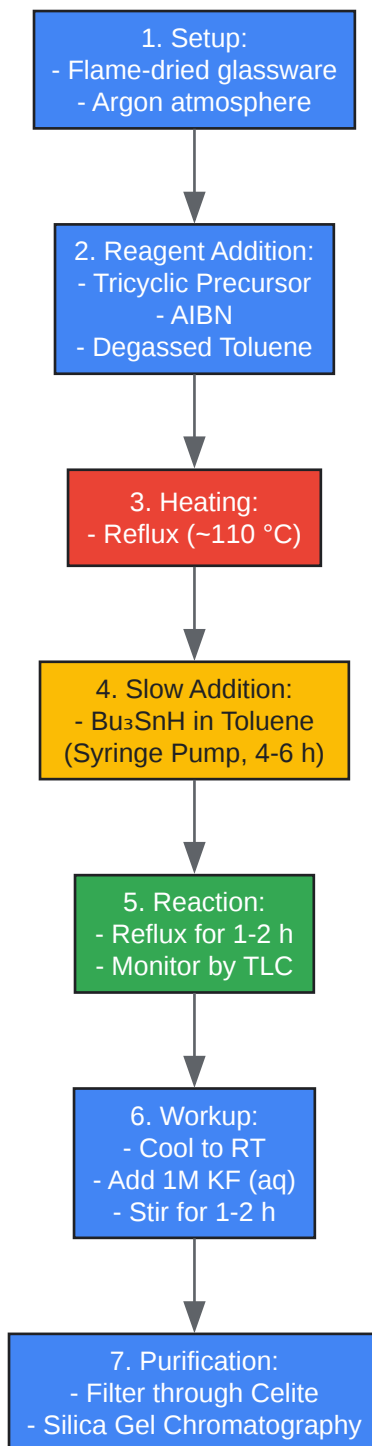 1. Setup:
- Flame-dried glassware
- Argon atmosphere
2. Reagent Addition:
- Tricyclic Precursor
- AIBN
- Degassed Toluene
3. Heating:
- Reflux (~110 °C)
4. Slow Addition:
- Bu₃SnH in Toluene
(Syringe Pump, 4-6 h)
5. Reaction:
- Reflux for 1-2 h
- Monitor by TLC
6. Workup:
- Cool to RT
- Add 1M KF (aq)
- Stir for 1-2 h
7. Purification:
- Filter through Celite
- Silica Gel Chromatography